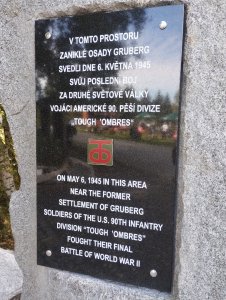 V TOMTO PROSTORU
ZANIKLÉ OSADY GRUBERG
SVEDLI DNE 6. KVĚTNA 1945
SVŮJ POSLEDNÍ BOJ
ZA DRUHÉ SVĚTOVÉ VÁLKY
VOJÁCI AMERICKÉ 90. PĚŠÍ DIVIZE
"TOUGH 'OMBRES"
ON MAY 6, 1945 IN THIS AREA
NEAR THE FORMER
SETTLEMENT OF GRUBERG
SOLDIERS OF THE U.S. 90TH INFANTRY
DIVISION "TOUGH 'OMBRES"
FOUGHT THEIR FINAL
BATTLE OF WORLD WAR II